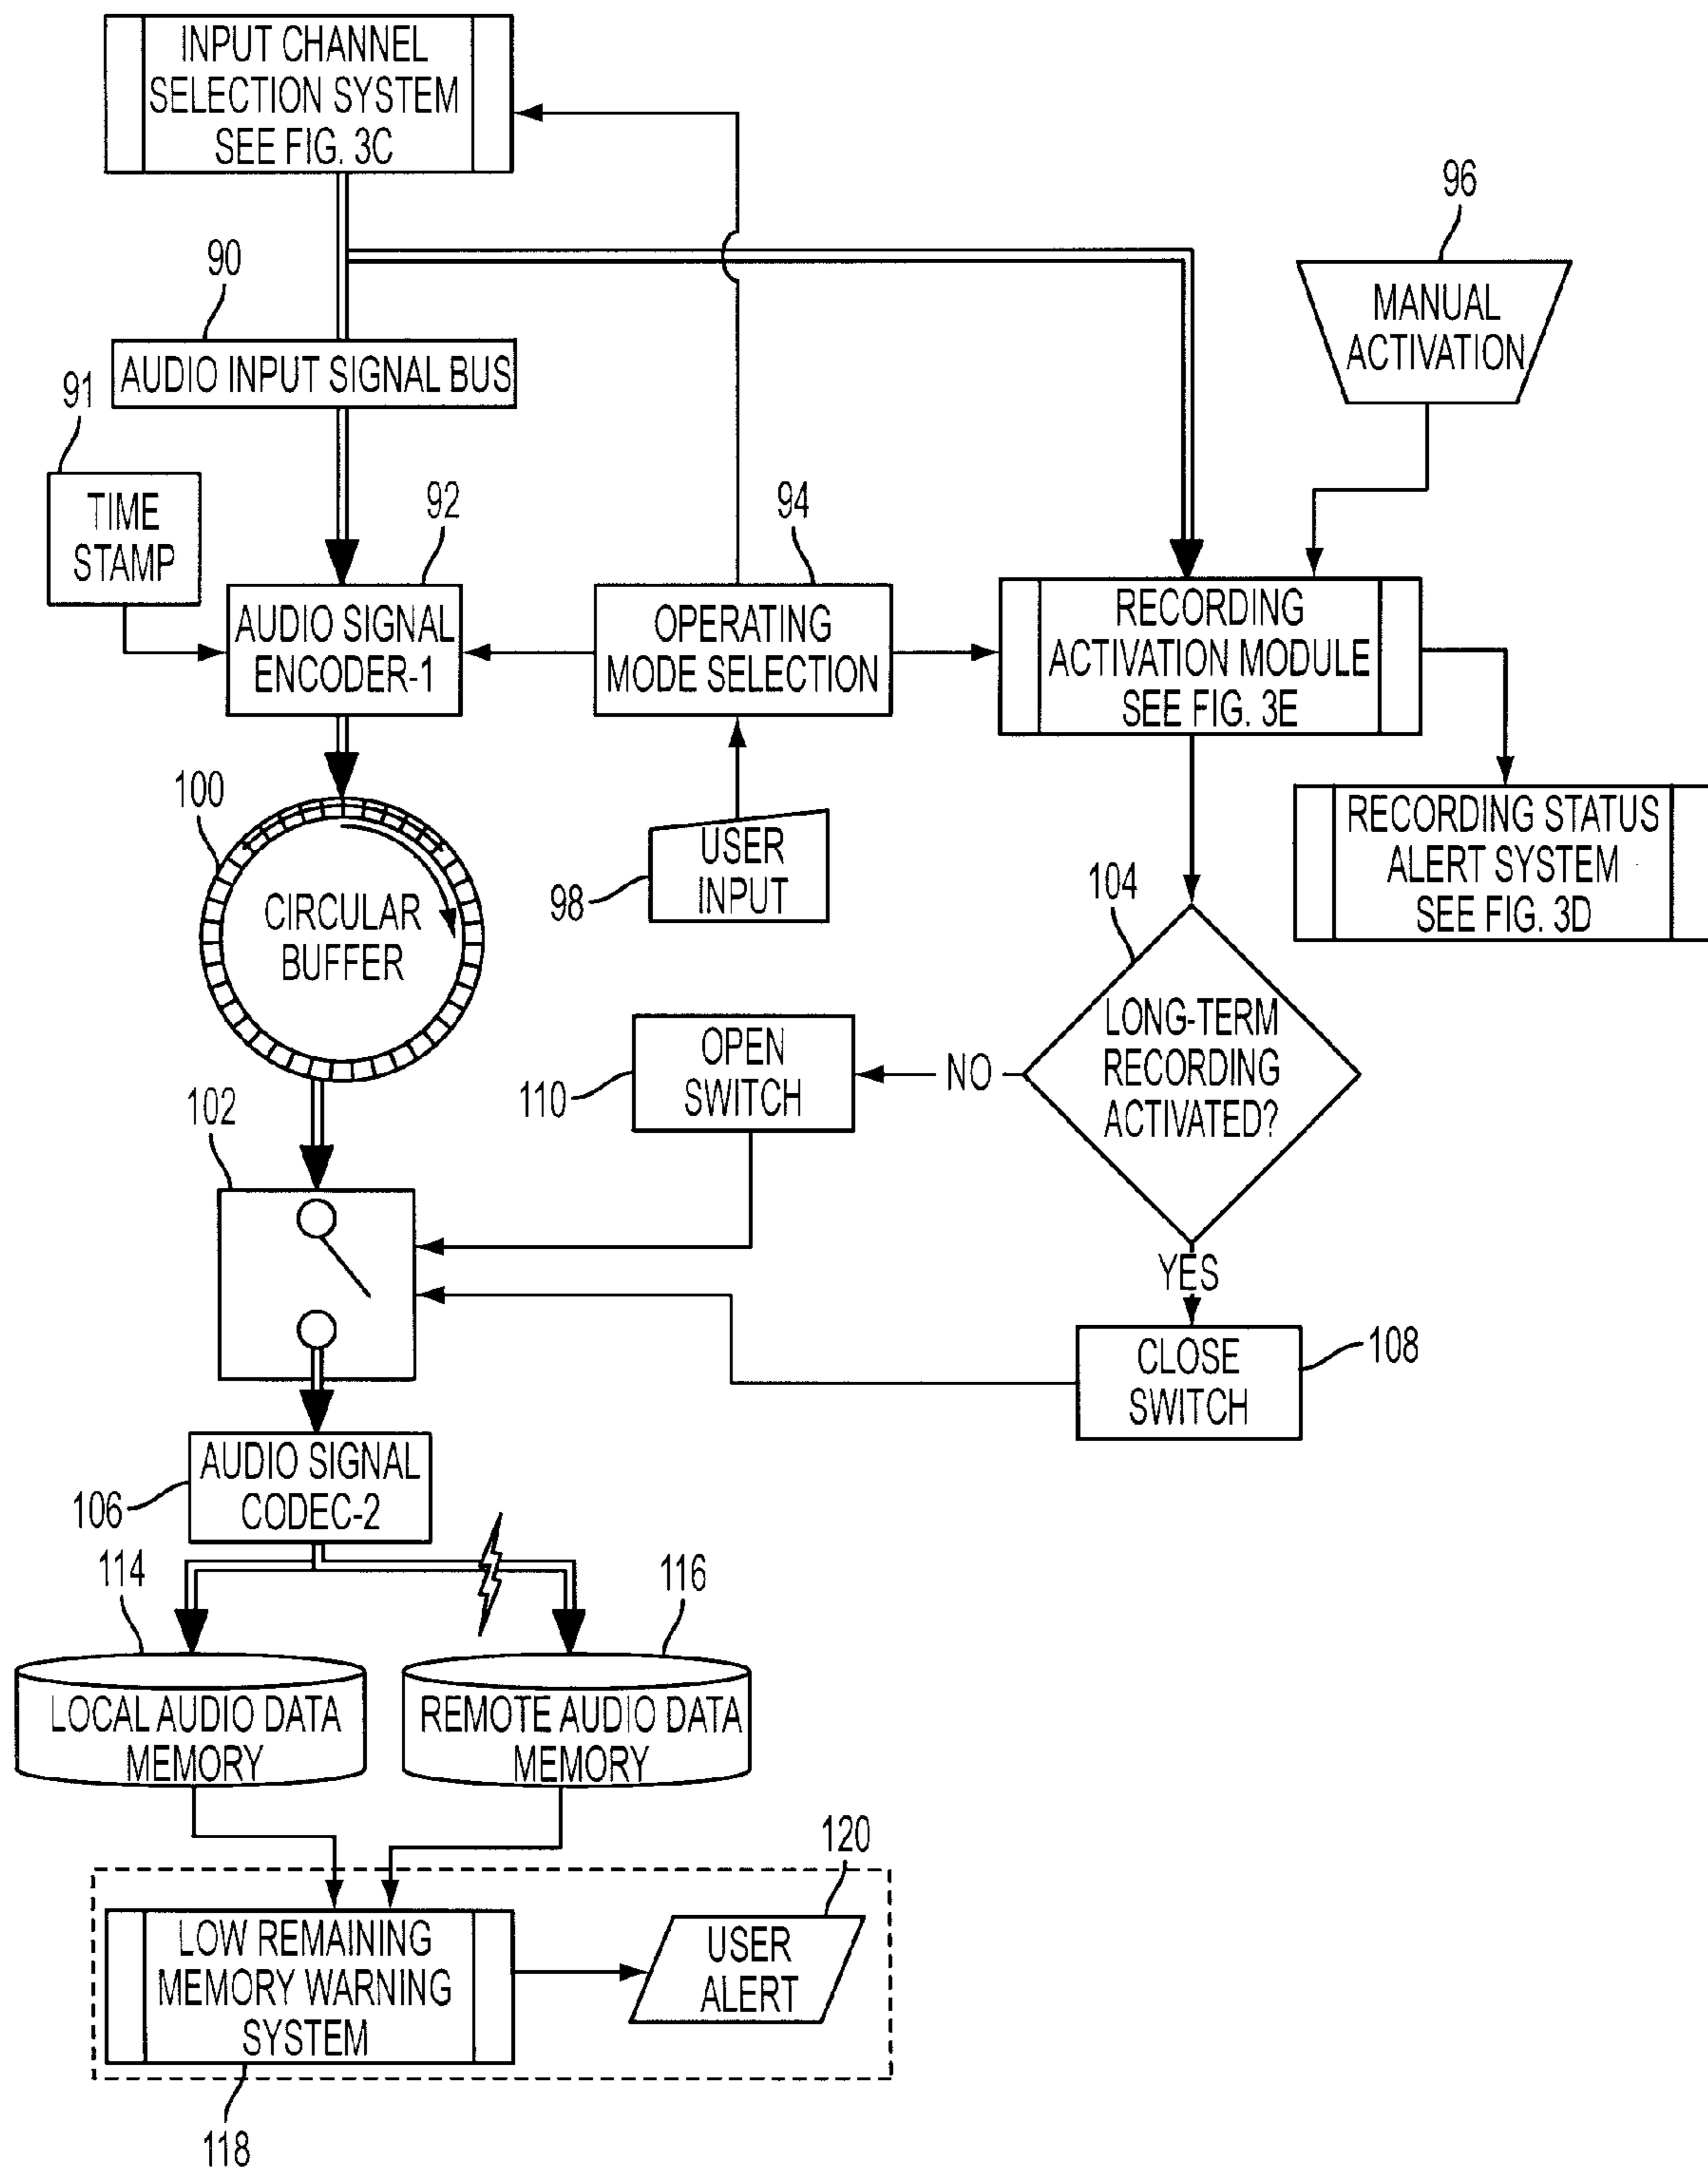 INPUT CHANNEL
SELECTION SYSTEM
SEE FIG. 3C
96
MANUAL
ACTIVATION
90
AUDIO INPUT SIGNAL BUS
91
TIME
STAMP
92
AUDIO SIGNAL
ENCODER-1
94
OPERATING
MODE SELECTION
RECORDING
ACTIVATION MODULE
SEE FIG. 3E
100
CIRCULAR
BUFFER
98
USER
INPUT
RECORDING STATUS
ALERT SYSTEM
SEE FIG. 3D
104
LONG-TERM
RECORDING
ACTIVATED?
NO
110
OPEN
SWITCH
102
YES
CLOSE
SWITCH
108
106
AUDIO SIGNAL
CODEC-2
114
LOCAL AUDIO DATA
MEMORY
116
REMOTE AUDIO DATA
MEMORY
120
LOW REMAINING
MEMORY WARNING
SYSTEM
USER
ALERT
118